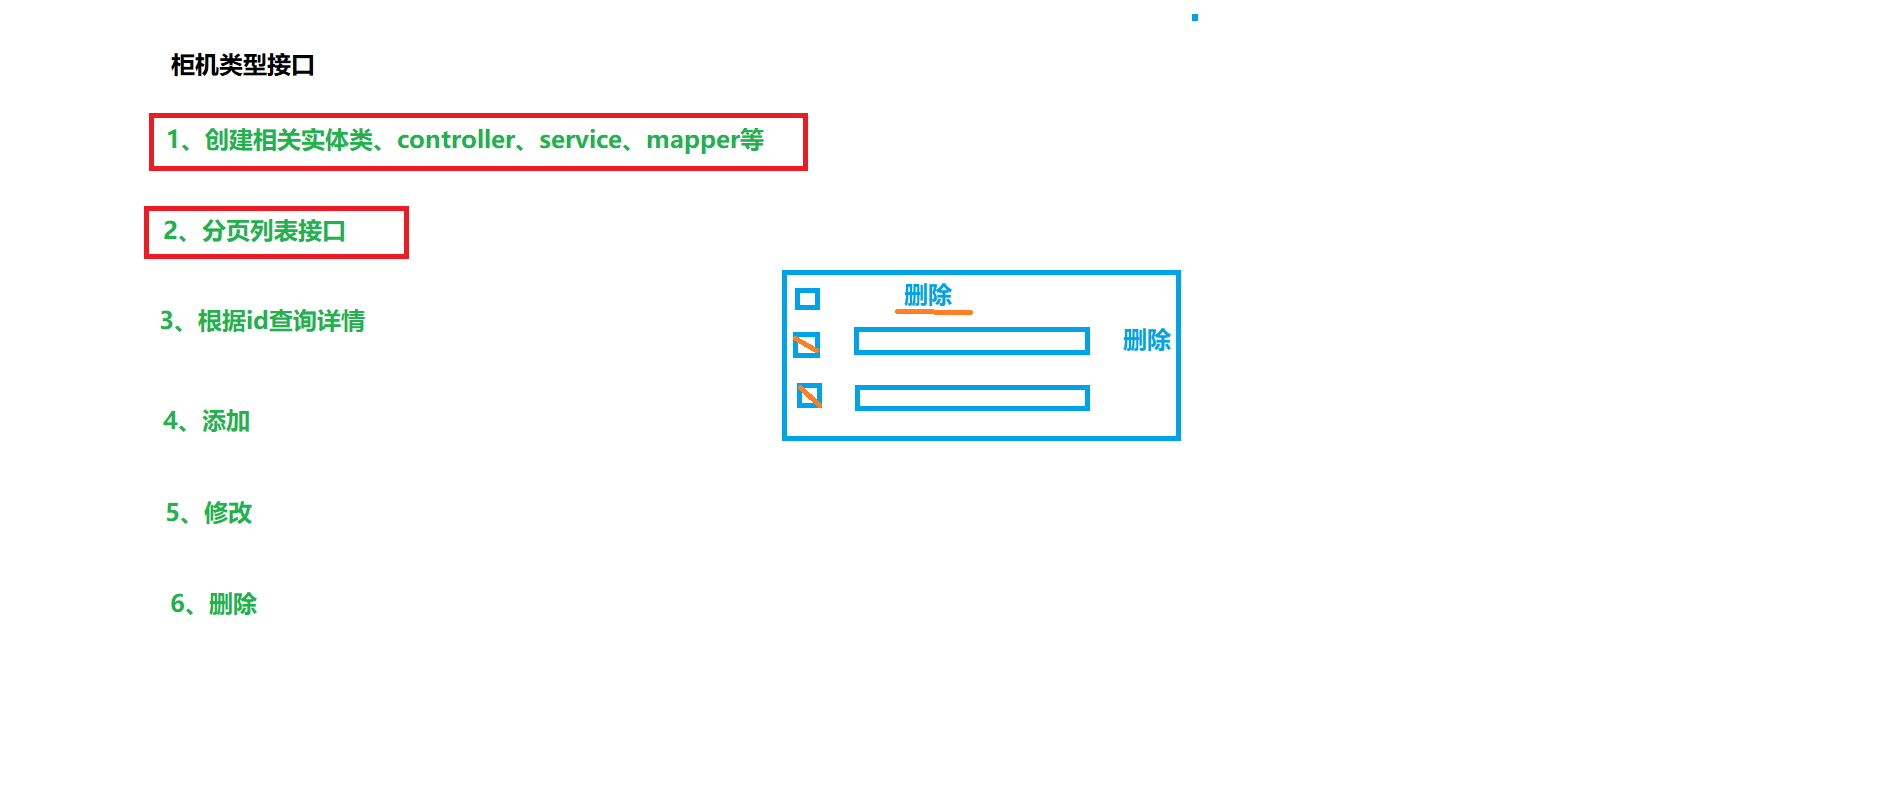 柜机类型接口
1、创建相关实体类、controller、service、mapper等
2、分页列表接口
3、根据id查询详情
4、添加
5、修改
6、删除
删除
删除